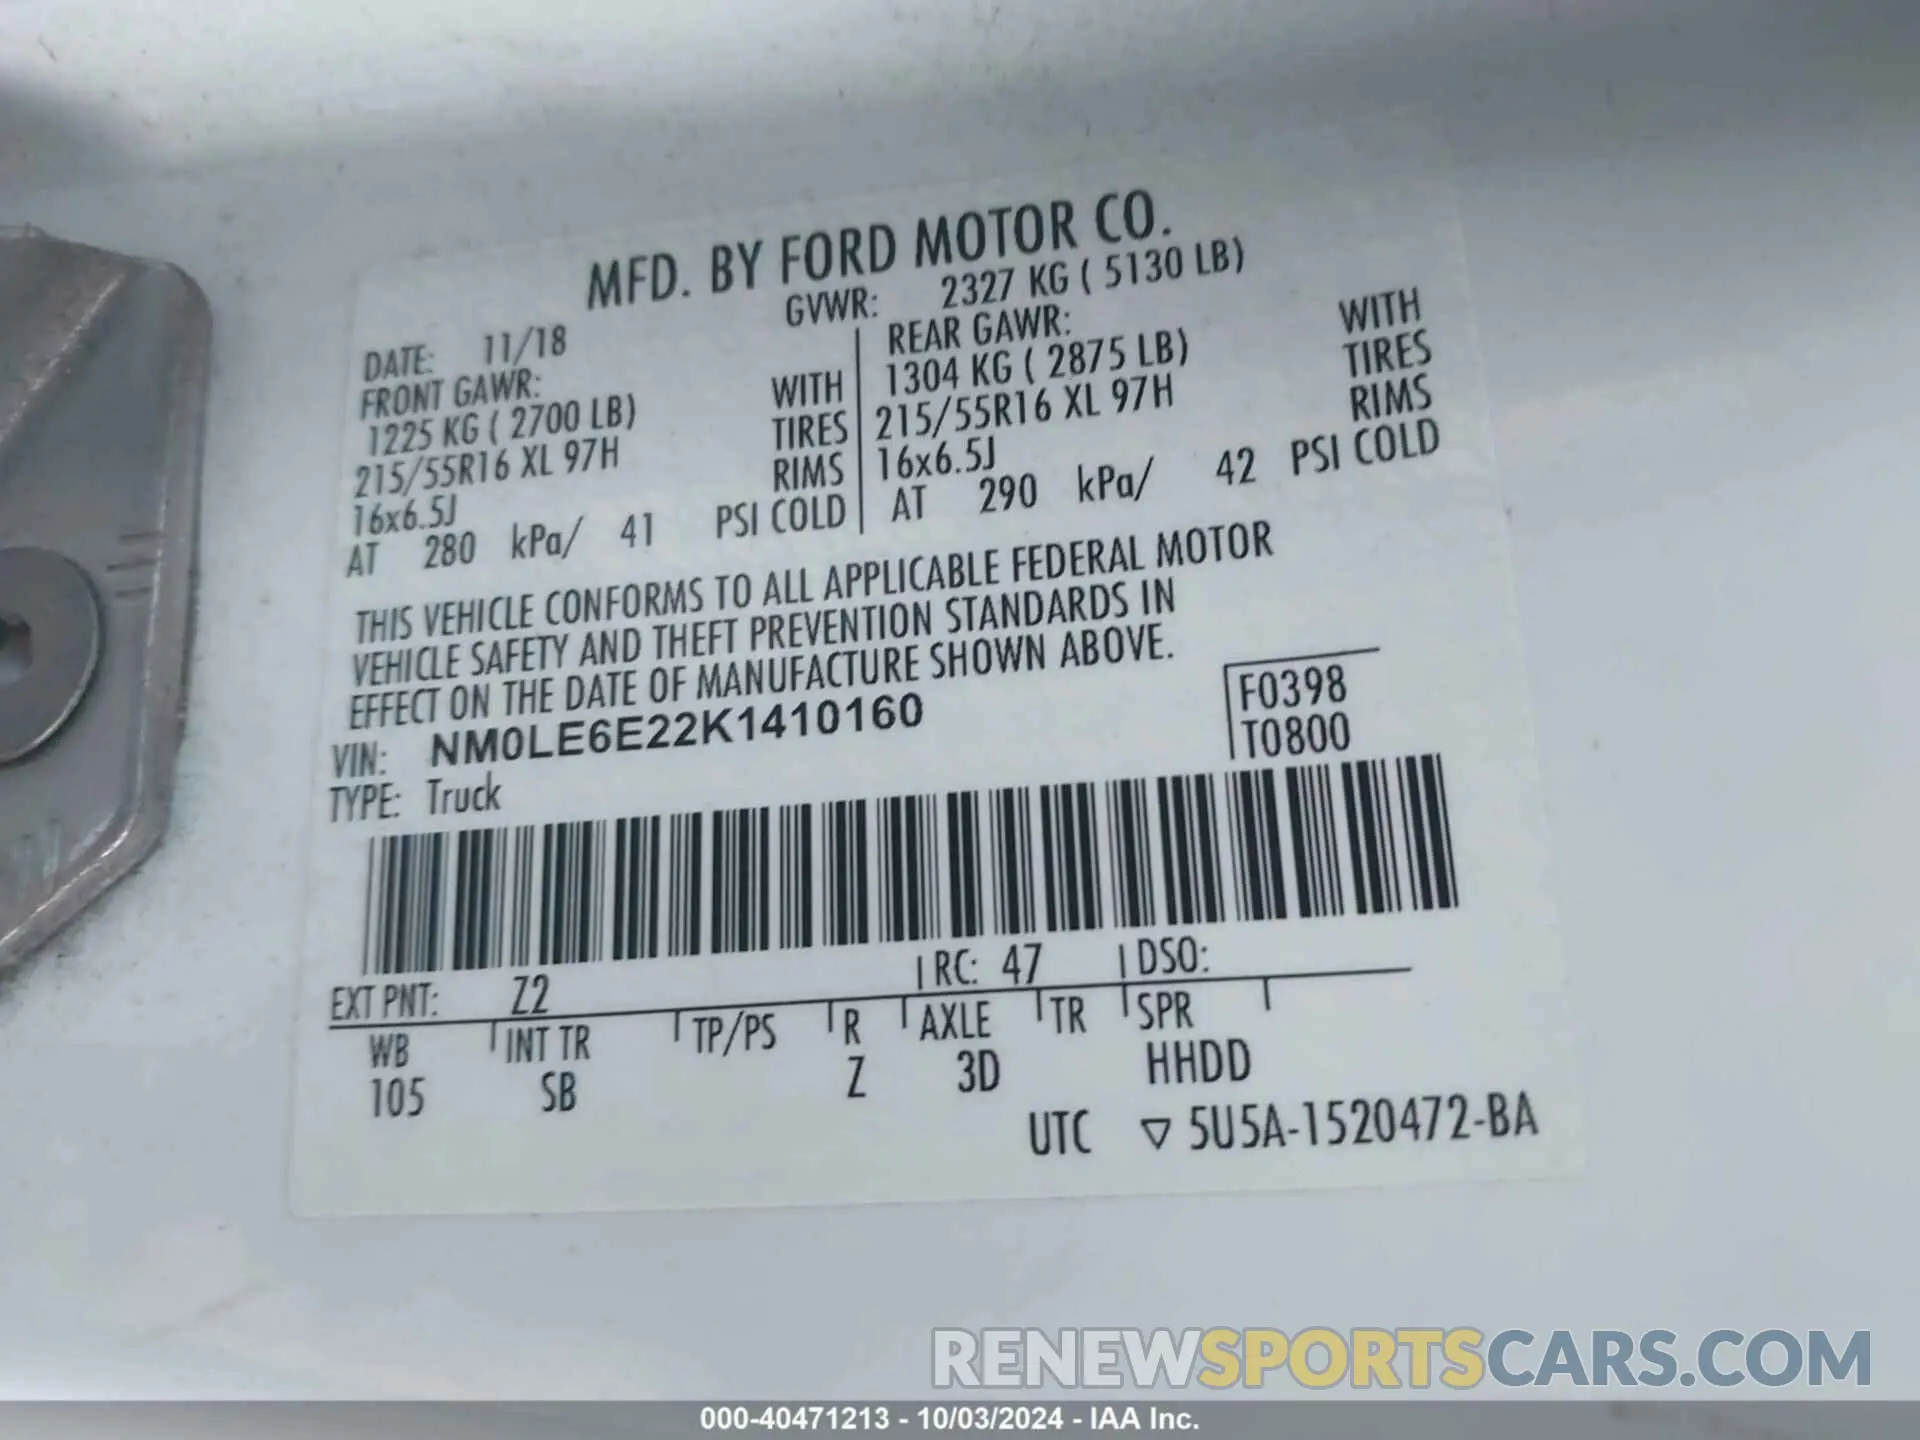 MFD. BY FORD MOTOR CO.
DATE: 11/18 GVWR: 2327 KG ( 5130 LB)
FRONT GAWR: REAR GAWR:
1225 KG ( 2700 LB) WITH 1304 KG ( 2875 LB) WITH
215/55R16 XL 97H TIRES 215/55R16 XL 97H TIRES
16x6.5J RIMS 16x6.5J RIMS
AT 280 kPa/ 41 PSI COLD AT 290 kPa/ 42 PSI COLD
THIS VEHICLE CONFORMS TO ALL APPLICABLE FEDERAL MOTOR
VEHICLE SAFETY AND THEFT PREVENTION STANDARDS IN
EFFECT ON THE DATE OF MANUFACTURE SHOWN ABOVE.
VIN: NM0LE6E22K1410160 F0398
TYPE: Truck T0800
EXT PNT: Z2 RC: 47 DSO:
WB INT TR TP/PS R AXLE TR SPR
105 SB Z 3D HHDD
UTC ▽ 5U5A-1520472-BA
RENEWSPORTSCARS.COM
000-40471213 - 10/03/2024 - IAA Inc.